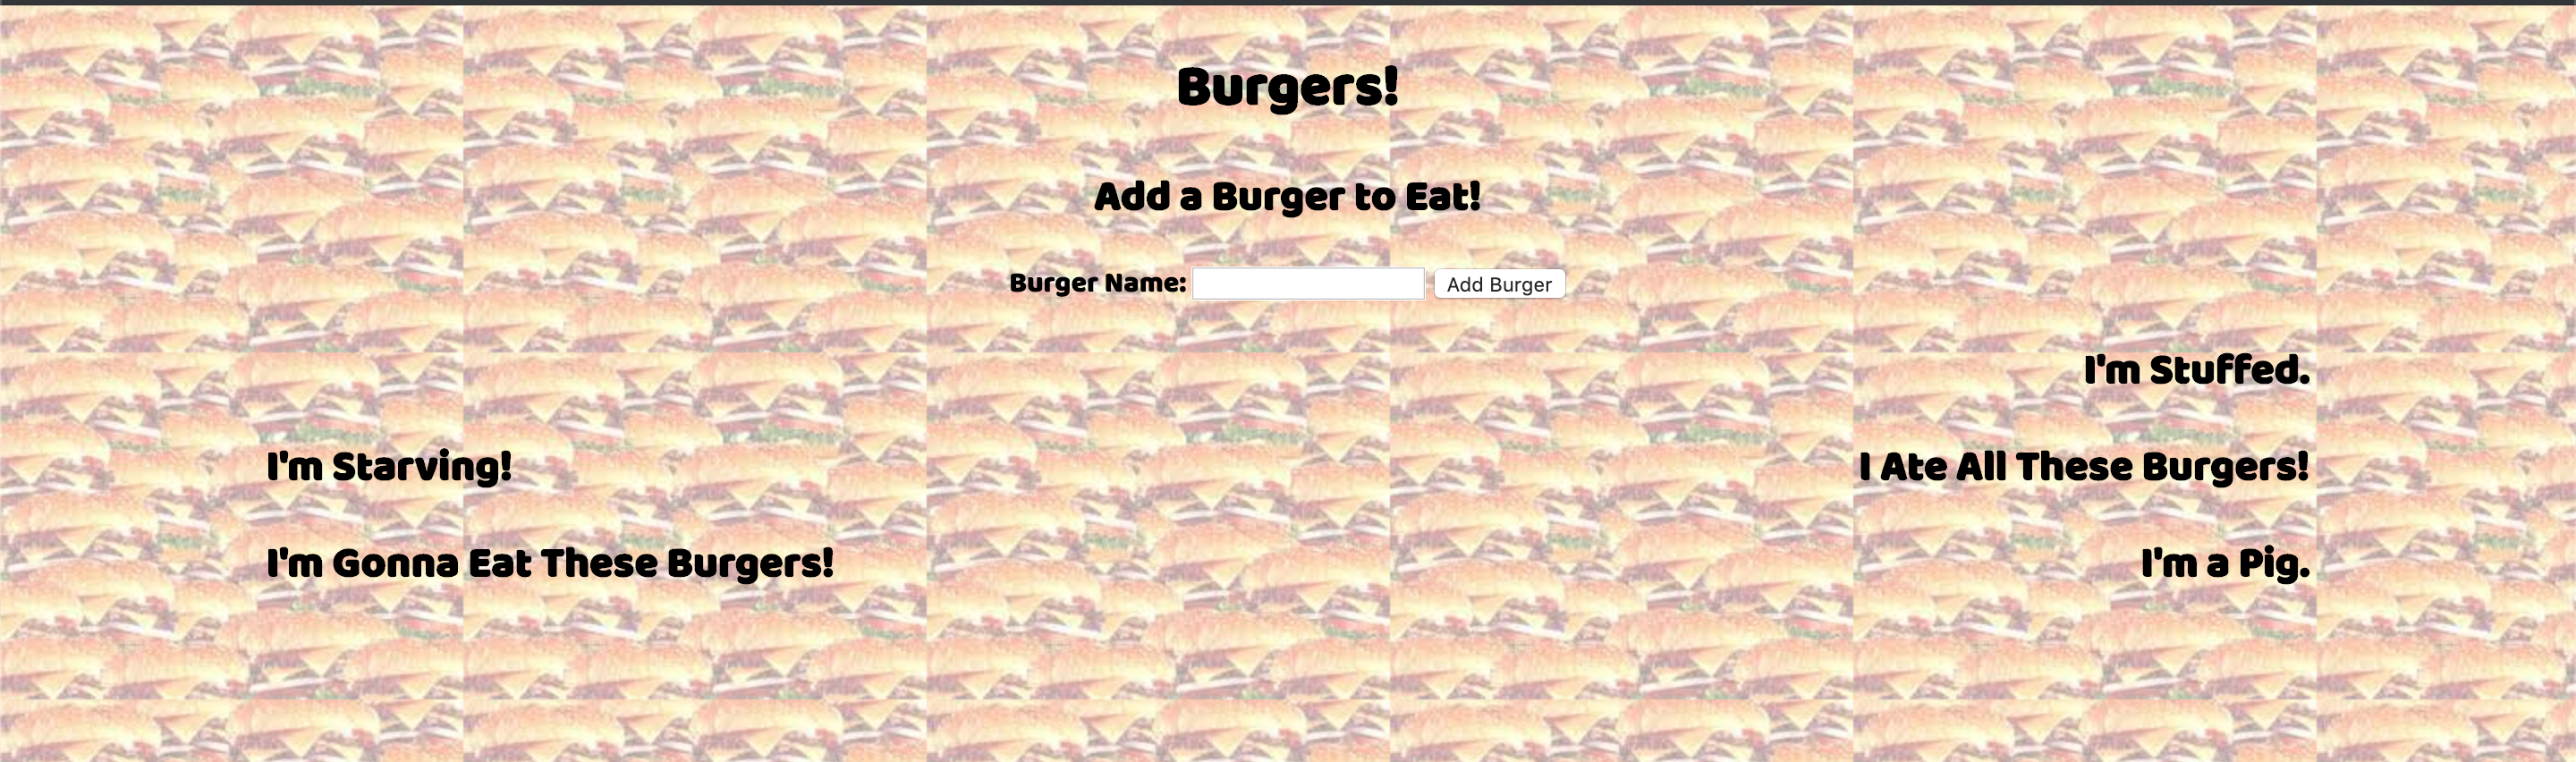 Burgers!
Add a Burger to Eat!
Burger Name: Add Burger
I'm Starving!
I'm Gonna Eat These Burgers!
I'm Stuffed.
I Ate All These Burgers!
I'm a Pig.